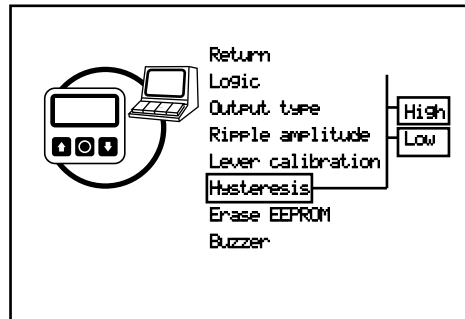 Return
Logic
Output type
High
Ripple amplitude
Low
Lever calibration
Hysteresis
Erase EEPROM
Buzzer